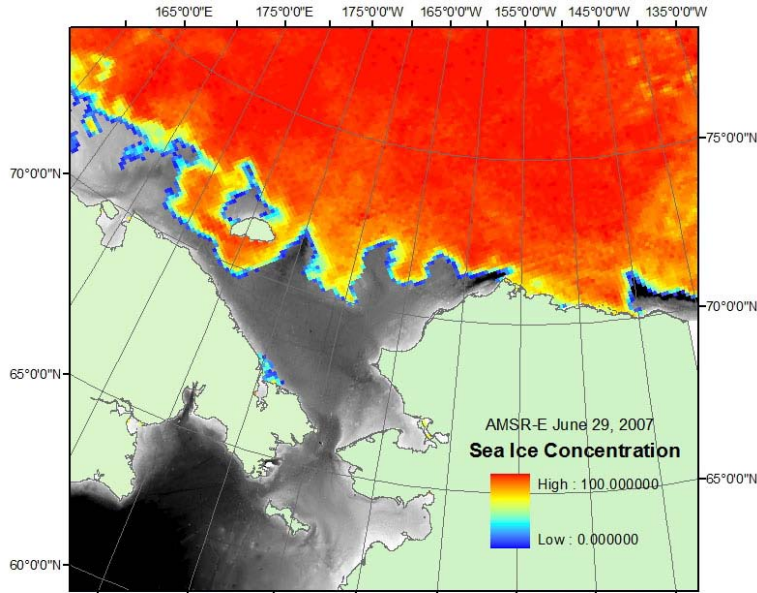 165°0'0"E 175°0'0"E 175°0'0"W 165°0'0"W 155°0'0"W 145°0'0"W 135°0'0"W
75°0'0"N
70°0'0"N
70°0'0"N
65°0'0"N
AMSR-E June 29, 2007
Sea Ice Concentration
High : 100.000000
65°0'0"N
Low : 0.000000
60°0'0"N